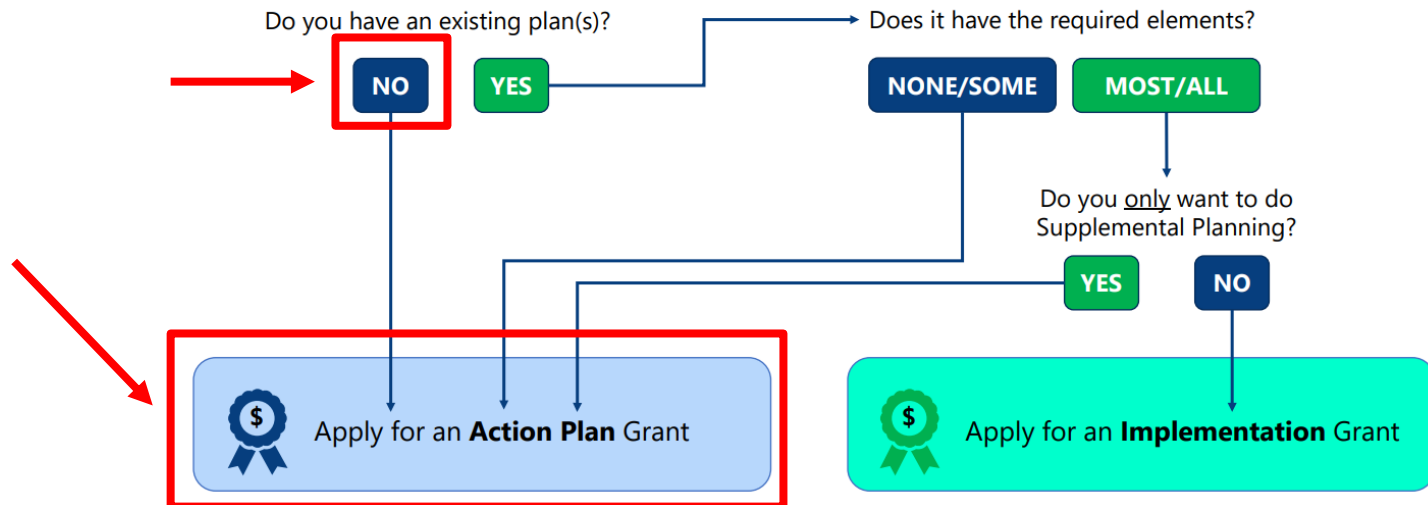 Do you have an existing plan(s)?
Does it have the required elements?
NO
YES
NONE/SOME
MOST/ALL
Do you only want to do
Supplemental Planning?
YES
NO
$
Apply for an Action Plan Grant
$
Apply for an Implementation Grant